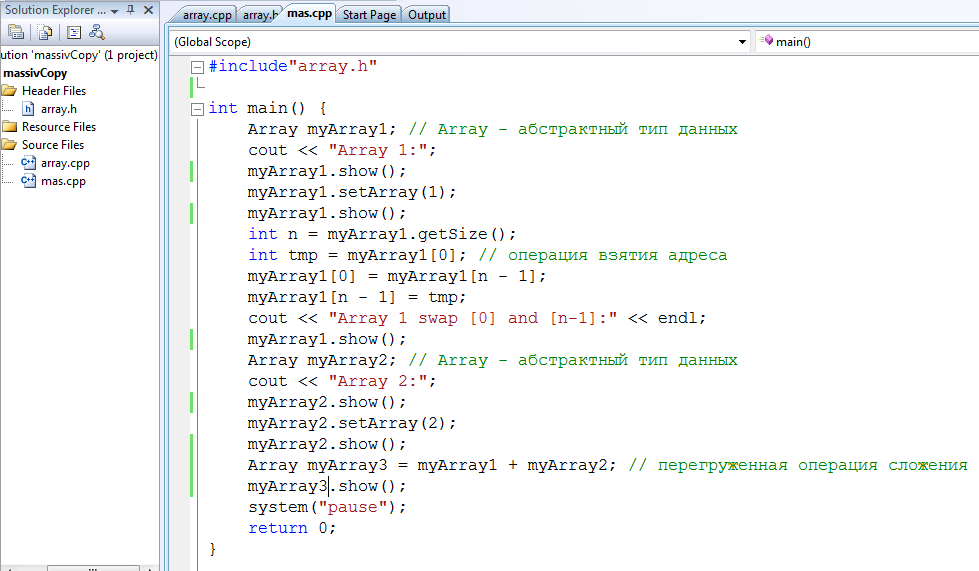 Solution Explorer ...
array.cpp array.h mas.cpp Start Page Output
(Global Scope) main()
ution 'massivCopy' (1 project)
massivCopy
Header Files
array.h
Resource Files
Source Files
array.cpp
mas.cpp
#include"array.h"
int main() {
Array myArray1; // Array - абстрактный тип данных
cout << "Array 1:";
myArray1.show();
myArray1.setArray(1);
myArray1.show();
int n = myArray1.getSize();
int tmp = myArray1[0]; // операция взятия адреса
myArray1[0] = myArray1[n - 1];
myArray1[n - 1] = tmp;
cout << "Array 1 swap [0] and [n-1]:" << endl;
myArray1.show();
Array myArray2; // Array - абстрактный тип данных
cout << "Array 2:";
myArray2.show();
myArray2.setArray(2);
myArray2.show();
Array myArray3 = myArray1 + myArray2; // перегруженная операция сложения
myArray3.show();
system("pause");
return 0;
}